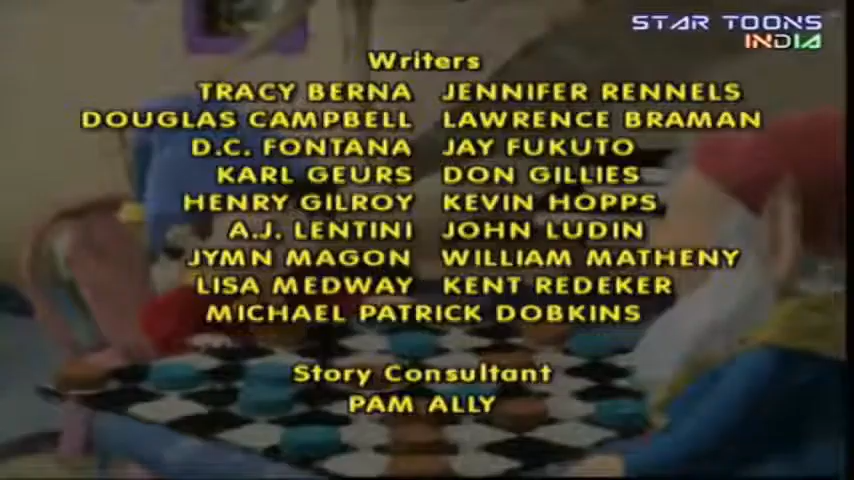 STAR TOONS
INDIA
Writers
TRACY BERNA JENNIFER RENNELS
DOUGLAS CAMPBELL LAWRENCE BRAMAN
D.C. FONTANA JAY FUKUTO
KARL GEURS DON GILLIES
HENRY GILROY KEVIN HOPPS
A.J. LENTINI JOHN LUDIN
JYMN MAGON WILLIAM MATHENY
LISA MEDWAY KENT REDEKER
MICHAEL PATRICK DOBKINS
Story Consultant
PAM ALLY